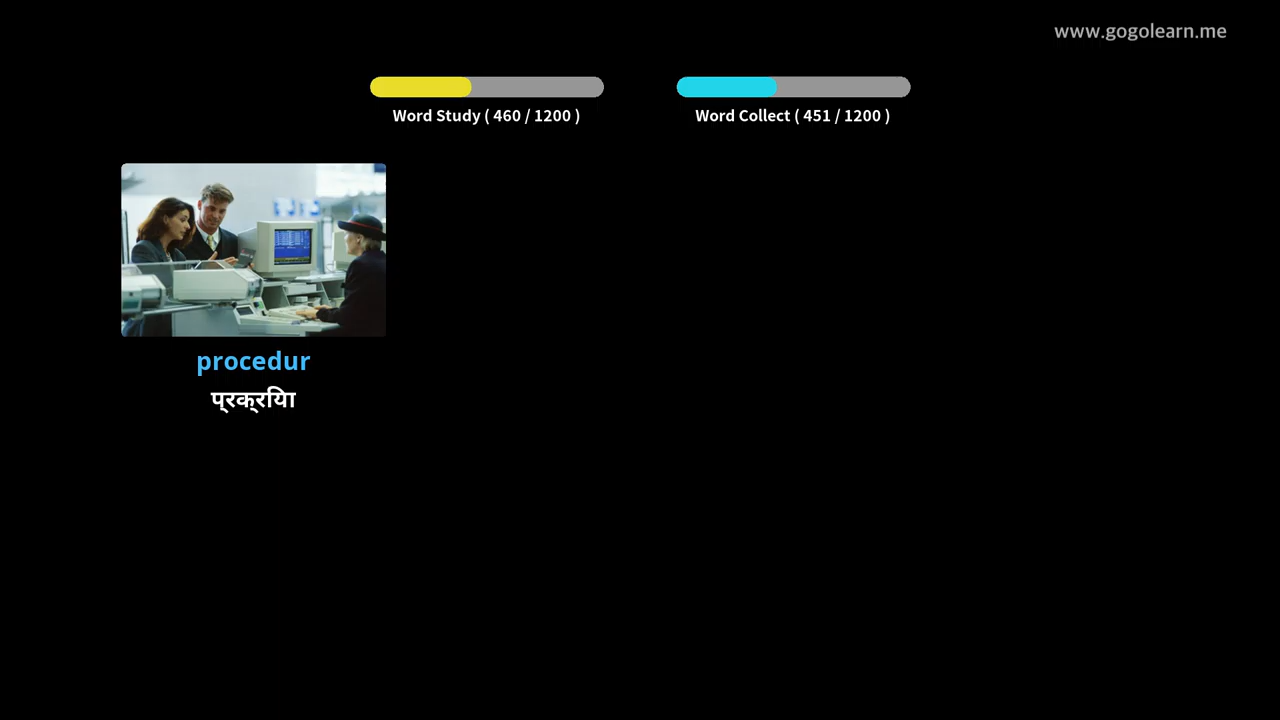 www.gogolearn.me
Word Study ( 460 / 1200 )
Word Collect ( 451 / 1200 )
procedur
प्रक्रिया